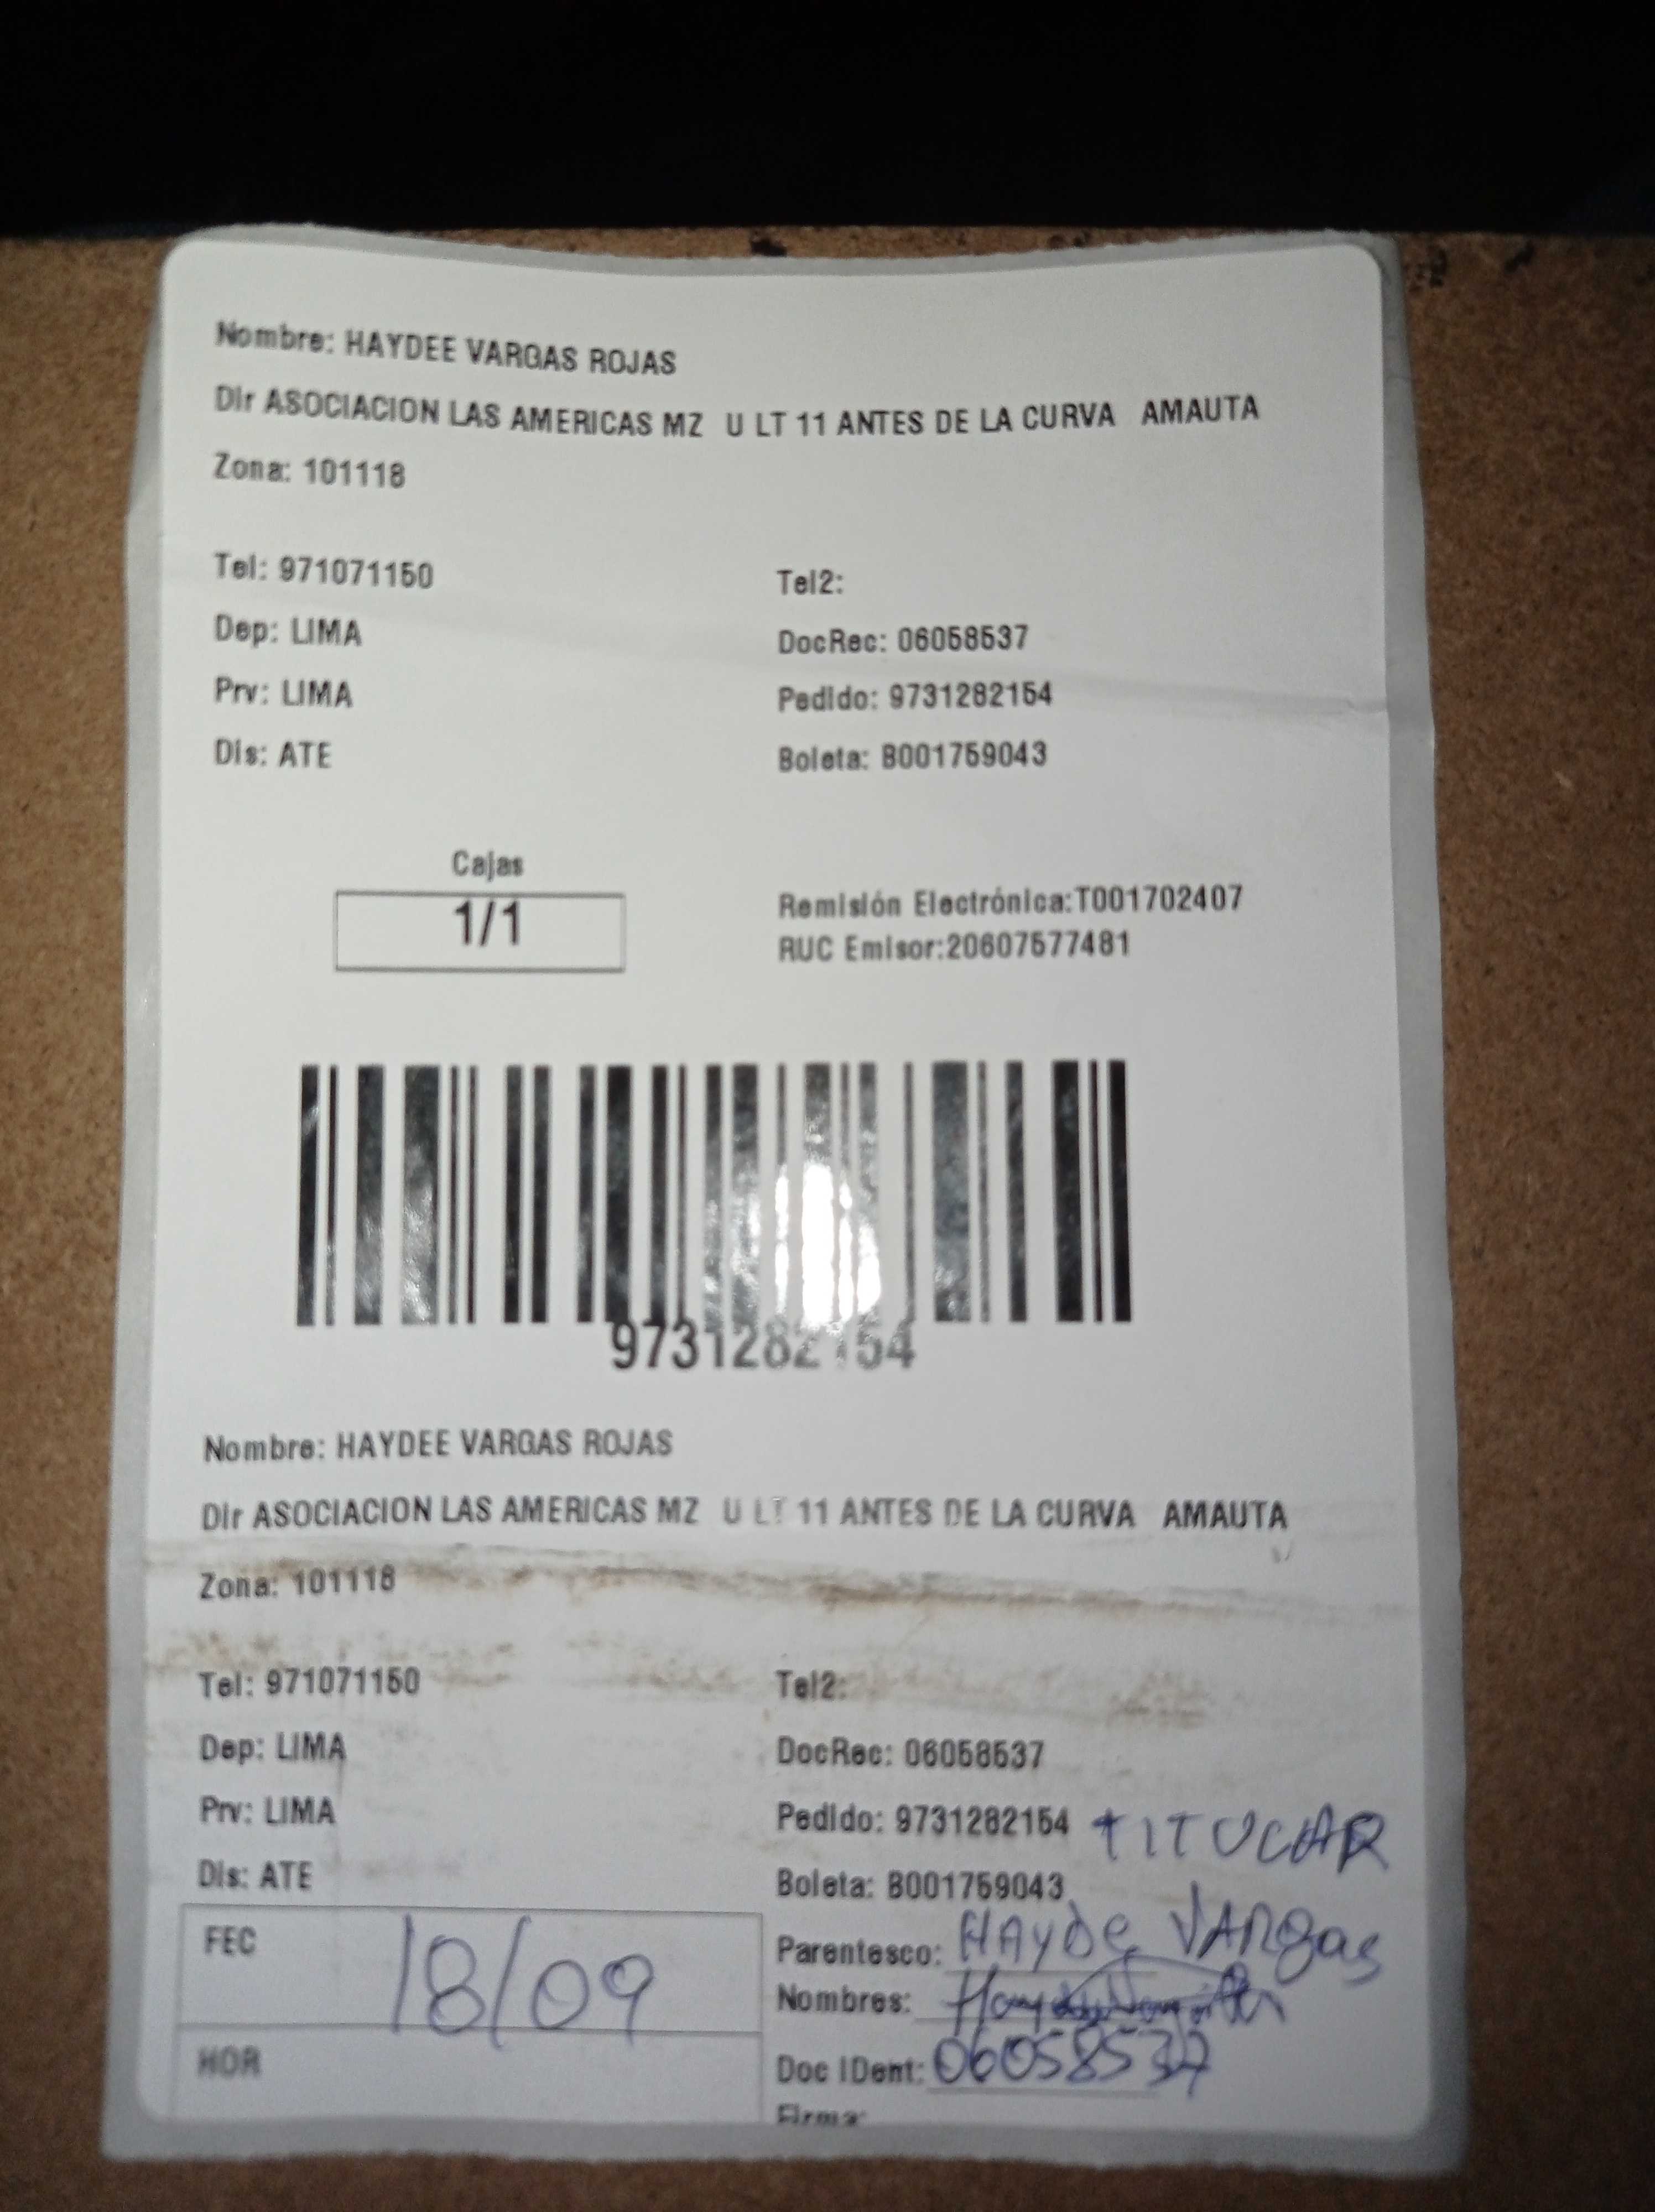 Nombre: HAYDEE VARGAS ROJAS
Dir ASOCIACION LAS AMERICAS MZ U LT 11 ANTES DE LA CURVA AMAUTA
Zona: 101118
Tel: 971071150
Tel2:
Dep: LIMA
DocRec: 06058537
Prv: LIMA
Pedido: 9731282154
Dis: ATE
Boleta: B001759043
Cajas
1/1
Remisión Electrónica:T001702407
RUC Emisor:20607577481
9731282154
Nombre: HAYDEE VARGAS ROJAS
Dir ASOCIACION LAS AMERICAS MZ U LT 11 ANTES DE LA CURVA AMAUTA
Zona: 101118
Tel: 971071150
Tel2:
Dep: LIMA
DocRec: 06058537
Prv: LIMA
Pedido: 9731282154 TITULAR
Dis: ATE
Boleta: B001759043
FEC 18/09
Parentesco: HAYDE VARgas
Nombres:
HOR
Doc IDent: 06058537
Firma: